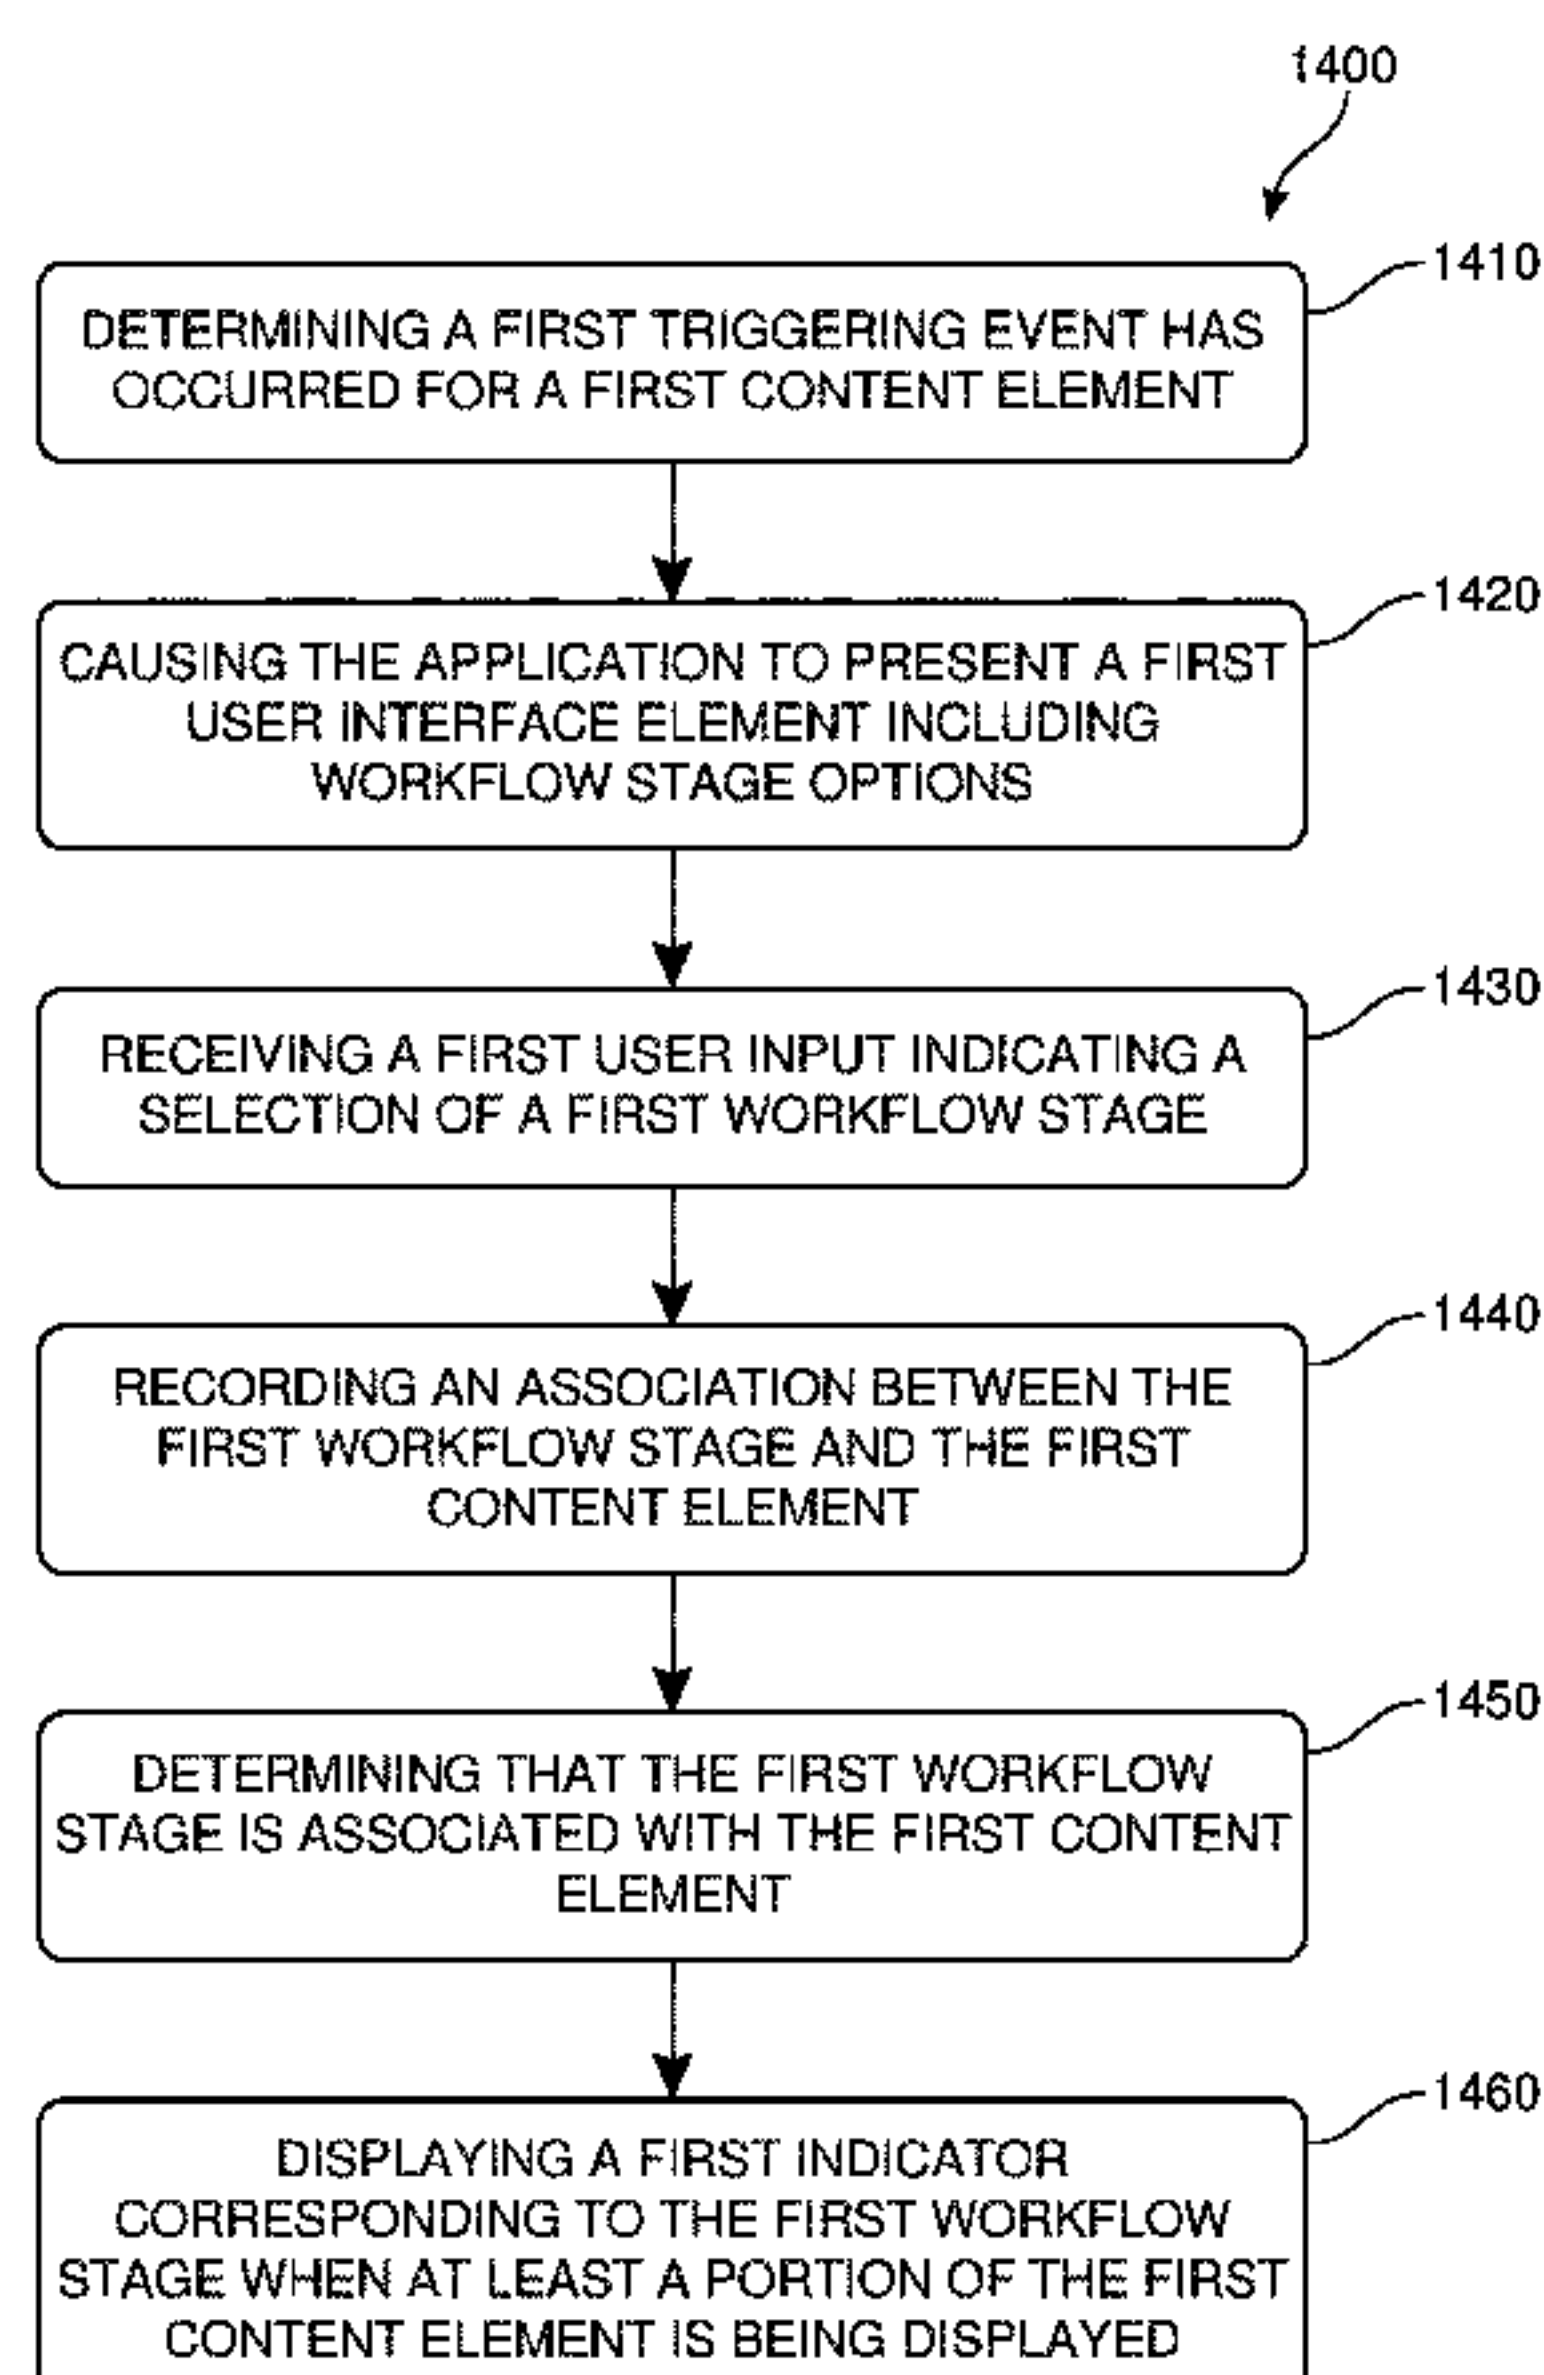 1400
1410
DETERMINING A FIRST TRIGGERING EVENT HAS
OCCURRED FOR A FIRST CONTENT ELEMENT
1420
CAUSING THE APPLICATION TO PRESENT A FIRST
USER INTERFACE ELEMENT INCLUDING
WORKFLOW STAGE OPTIONS
1430
RECEIVING A FIRST USER INPUT INDICATING A
SELECTION OF A FIRST WORKFLOW STAGE
1440
RECORDING AN ASSOCIATION BETWEEN THE
FIRST WORKFLOW STAGE AND THE FIRST
CONTENT ELEMENT
1450
DETERMINING THAT THE FIRST WORKFLOW
STAGE IS ASSOCIATED WITH THE FIRST CONTENT
ELEMENT
1460
DISPLAYING A FIRST INDICATOR
CORRESPONDING TO THE FIRST WORKFLOW
STAGE WHEN AT LEAST A PORTION OF THE FIRST
CONTENT ELEMENT IS BEING DISPLAYED